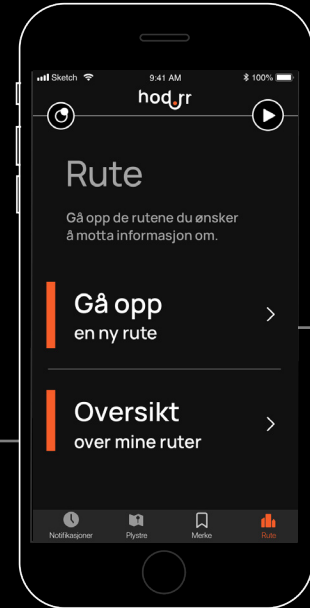 Sketch 9:41 AM 100%
hod.rr
Rute
Gå opp de rutene du ønsker
å motta informasjon om.
Gå opp
en ny rute
Oversikt
over mine ruter
Notifikasjoner Plystre Merke Rute